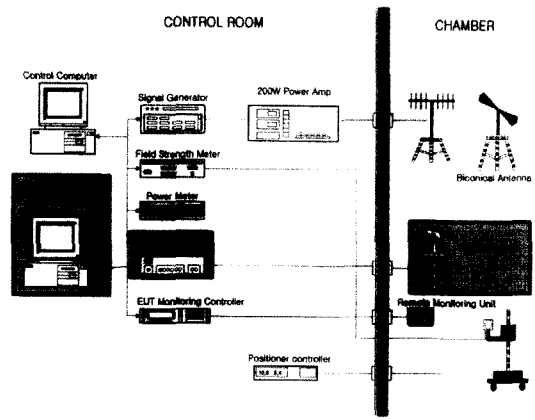 CONTROL ROOM
CHAMBER
Control Computer
Signal Generator
200W Power Amp
Field Strength Meter
Biconical Antenna
Power Meter
EUT Monitoring Controller
Remote Monitoring Unit
Positioner controller